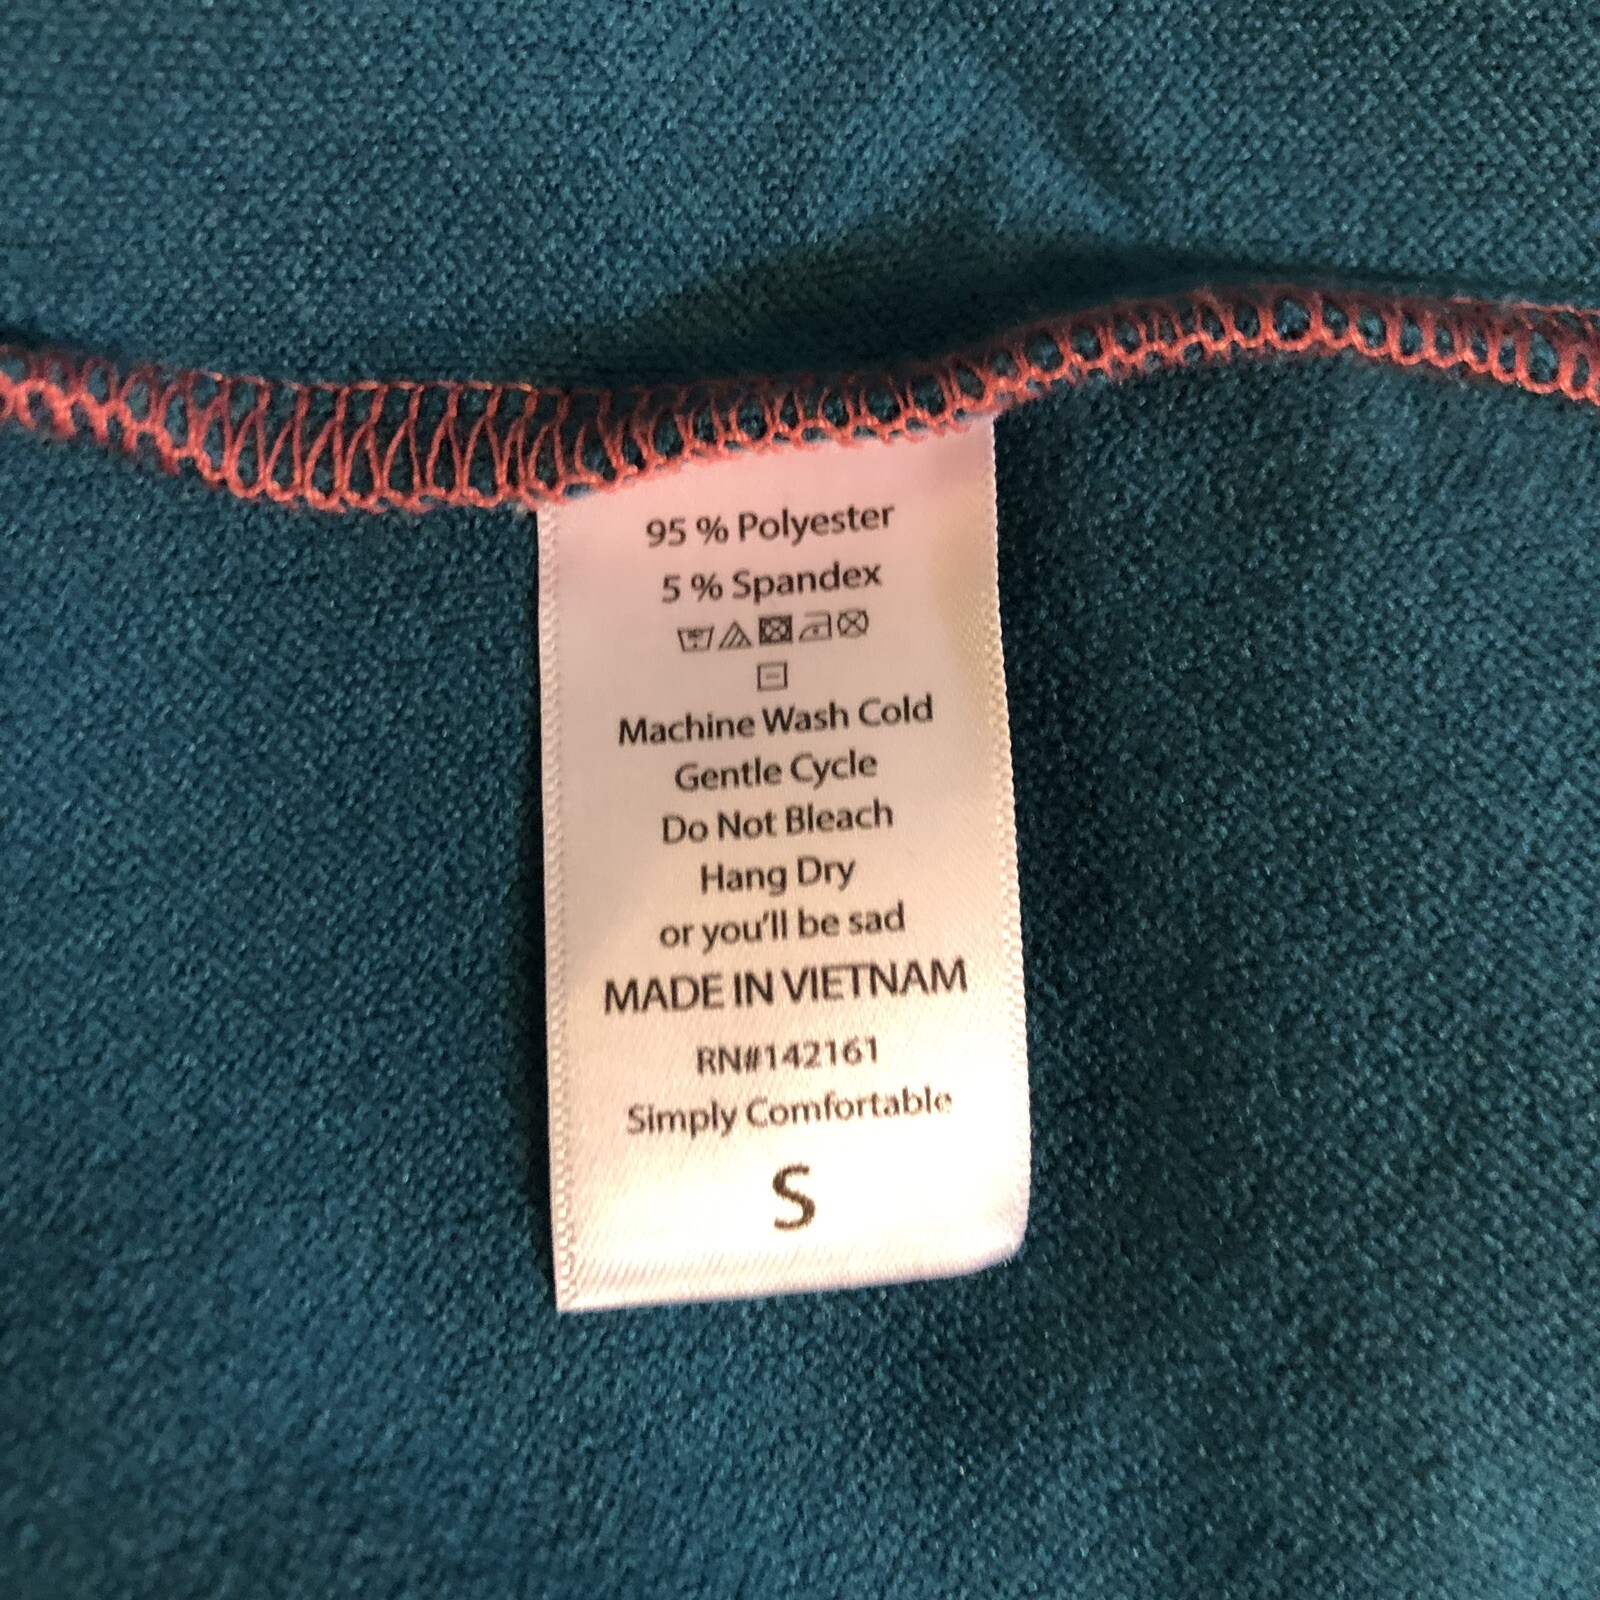 95 % Polyester
5 % Spandex
Machine Wash Cold
Gentle Cycle
Do Not Bleach
Hang Dry
or you'll be sad
MADE IN VIETNAM
RN#142161
Simply Comfortable
S